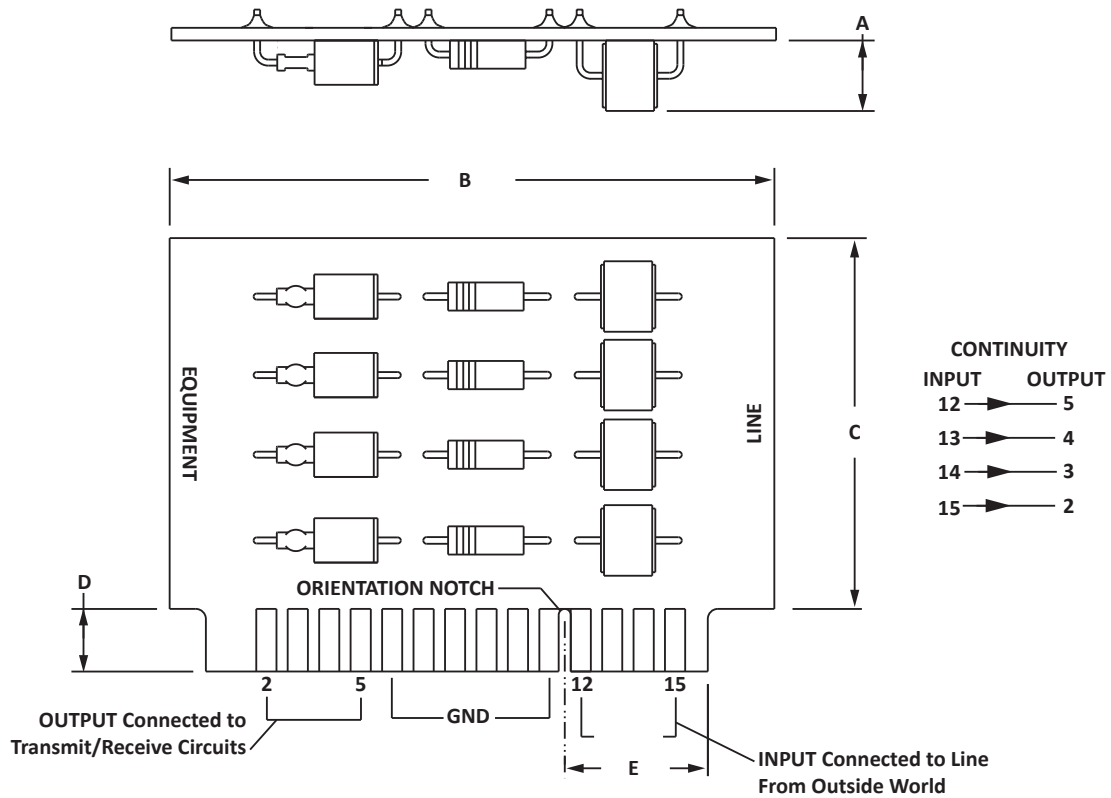 A
B
EQUIPMENT
LINE
C
CONTINUITY
INPUT OUTPUT
12 5
13 4
14 3
15 2
D
ORIENTATION NOTCH
2 5 12 15
GND
OUTPUT Connected to
Transmit/Receive Circuits
E
INPUT Connected to Line
From Outside World